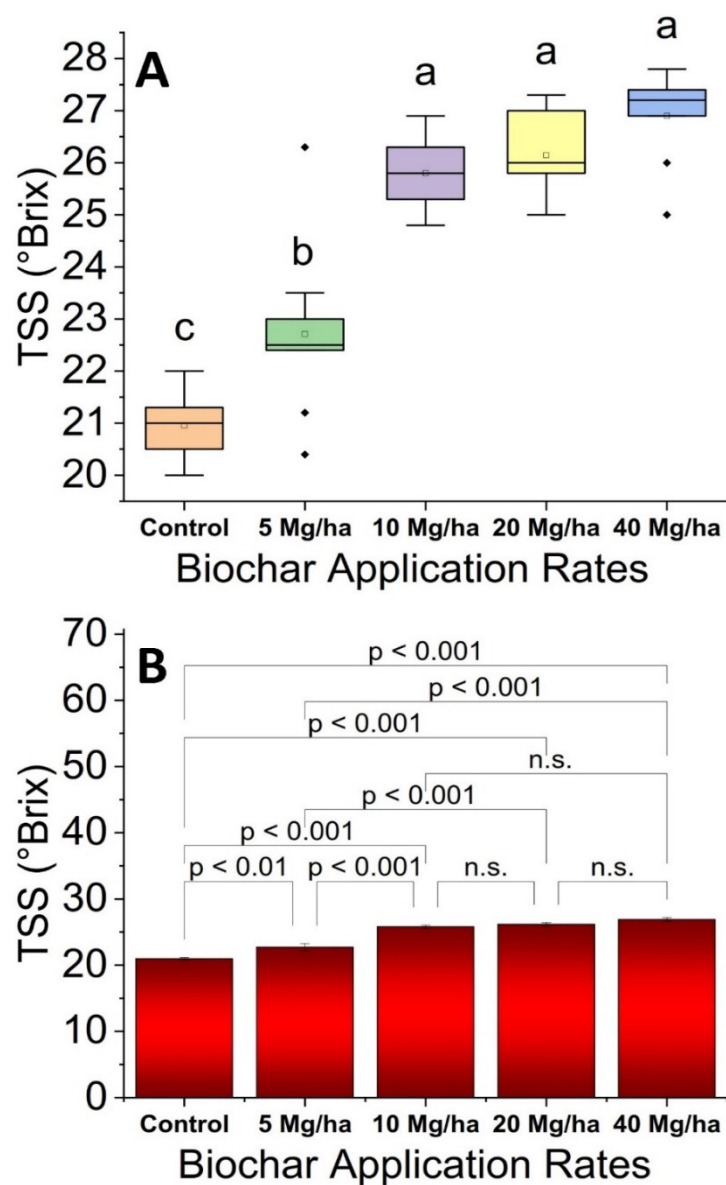 A
28
27
26
25
24
23
22
21
20
TSS (°Brix)
c
b
a
a
a
Control 5 Mg/ha 10 Mg/ha 20 Mg/ha 40 Mg/ha
Biochar Application Rates
B
70
60
50
40
30
20
10
0
TSS (°Brix)
p < 0.001
p < 0.001
p < 0.001
n.s.
p < 0.001
p < 0.001
p < 0.01 p < 0.001 n.s. n.s.
Control 5 Mg/ha 10 Mg/ha 20 Mg/ha 40 Mg/ha
Biochar Application Rates